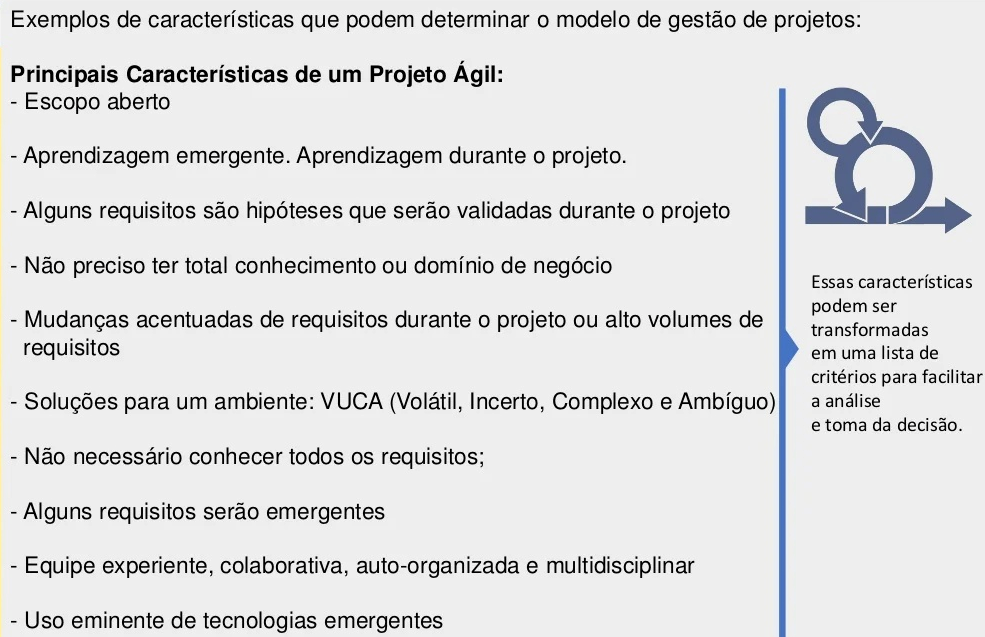 Exemplos de características que podem determinar o modelo de gestão de projetos:
Principais Características de um Projeto Ágil:
- Escopo aberto
- Aprendizagem emergente. Aprendizagem durante o projeto.
- Alguns requisitos são hipóteses que serão validadas durante o projeto
- Não preciso ter total conhecimento ou domínio de negócio
- Mudanças acentuadas de requisitos durante o projeto ou alto volumes de
requisitos
- Soluções para um ambiente: VUCA (Volátil, Incerto, Complexo e Ambíguo)
- Não necessário conhecer todos os requisitos;
- Alguns requisitos serão emergentes
- Equipe experiente, colaborativa, auto-organizada e multidisciplinar
- Uso eminente de tecnologias emergentes
Essas características
podem ser
transformadas
em uma lista de
critérios para facilitar
a análise
e toma da decisão.